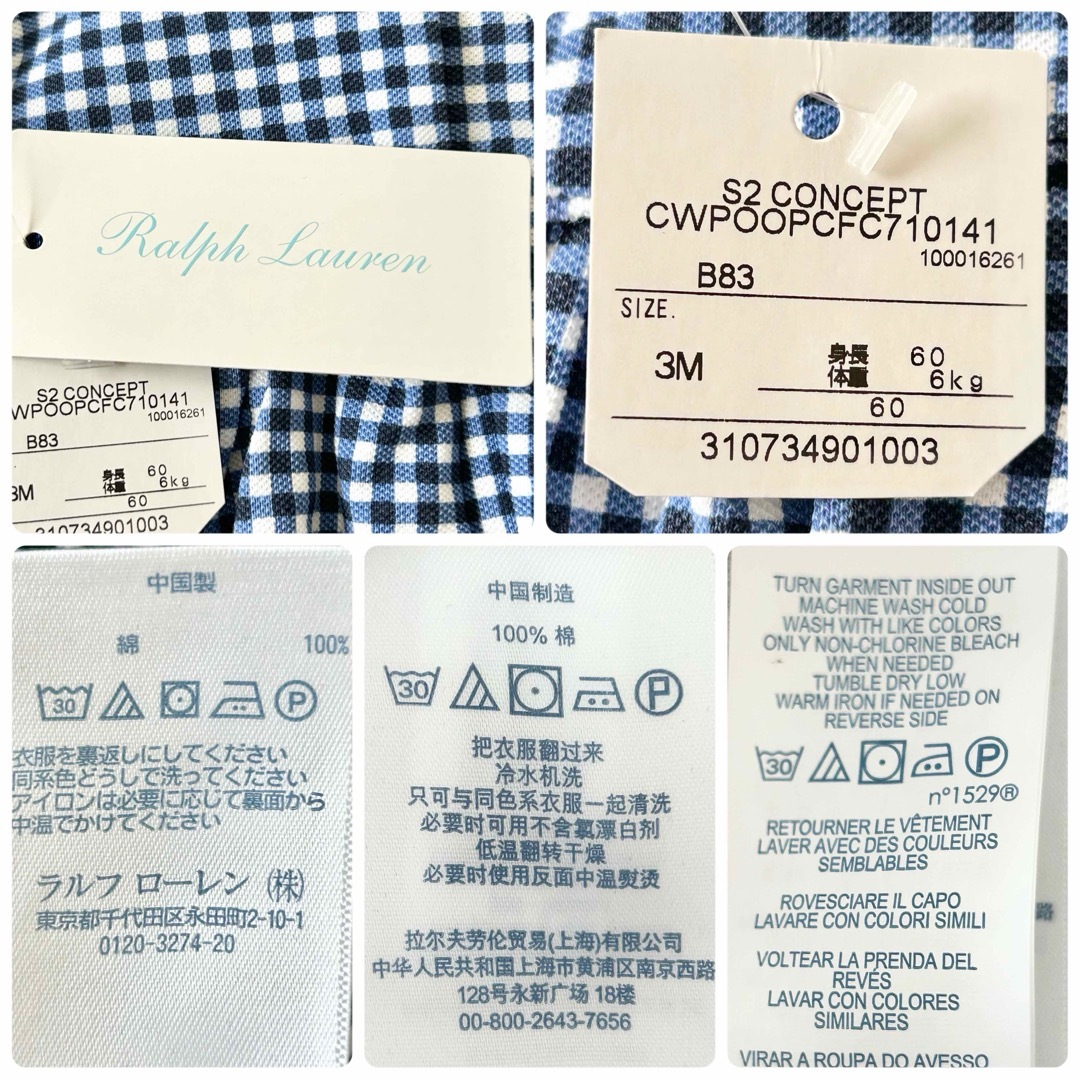 Ralph Lauren
S2 CONCEPT
WPOOPCFC710141
100016261
B83
3M
身長 60
体重 6kg
60
310734901003
S2 CONCEPT
CWPOOPCFC710141
100016261
B83
SIZE.
3M
身長 60
体重 6kg
60
310734901003
中国製
綿 100%
30 P
衣服を裏返しにしてください
同系色どうしで洗ってください
アイロンは必要に応じて裏面から
中温でかけてください
ラルフ ローレン (株)
東京都千代田区永田町2-10-1
0120-3274-20
中国制造
100% 棉
30 P
把衣服翻过来
冷水机洗
只可与同色系衣服一起清洗
必要时可用不含氯漂白剂
低温翻转干燥
必要时使用反面中温熨烫
拉尔夫劳伦贸易(上海)有限公司
中华人民共和国上海市黄浦区南京西路
128号永新广场 18楼
00-800-2643-7656
TURN GARMENT INSIDE OUT
MACHINE WASH COLD
WASH WITH LIKE COLORS
ONLY NON-CHLORINE BLEACH
WHEN NEEDED
TUMBLE DRY LOW
WARM IRON IF NEEDED ON
REVERSE SIDE
30 P
n°1529®
RETOURNER LE VÊTEMENT
LAVER AVEC DES COULEURS
SEMBLABLES
ROVESCIARE IL CAPO
LAVARE CON COLORI SIMILI
路
VOLTEAR LA PRENDA DEL
REVÉS
LAVAR CON COLORES
SIMILARES
VIRAR A ROUPA DO AVESSO